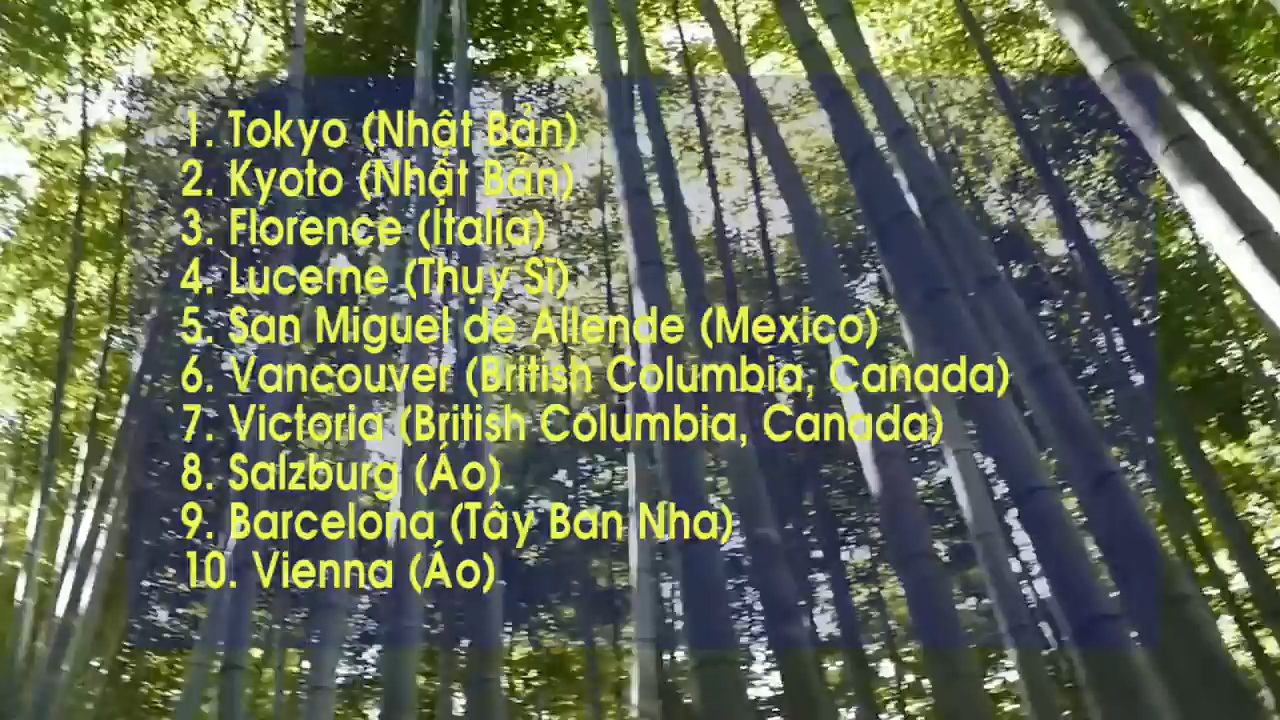 1. Tokyo (Nhật Bản)
2. Kyoto (Nhật Bản)
3. Florence (Italia)
4. Lucerne (Thụy Sĩ)
5. San Miguel de Allende (Mexico)
6. Vancouver (British Columbia, Canada)
7. Victoria (British Columbia, Canada)
8. Salzburg (Áo)
9. Barcelona (Tây Ban Nha)
10. Vienna (Áo)